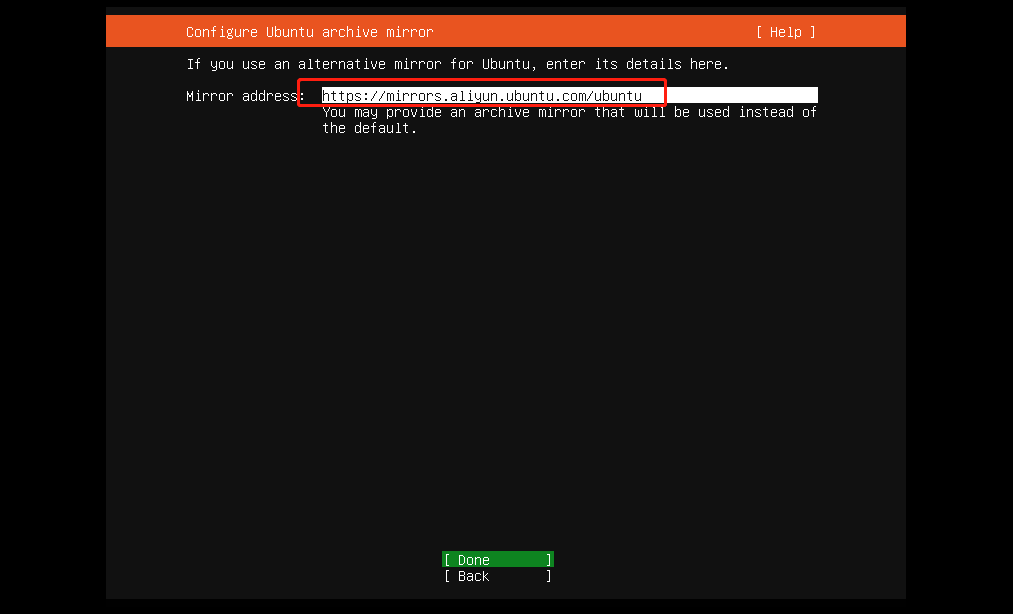 Configure Ubuntu archive mirror [ Help ]
If you use an alternative mirror for Ubuntu, enter its details here.
Mirror address: https://mirrors.aliyun.ubuntu.com/ubuntu
You may provide an archive mirror that will be used instead of
the default.
[ Done ]
[ Back ]